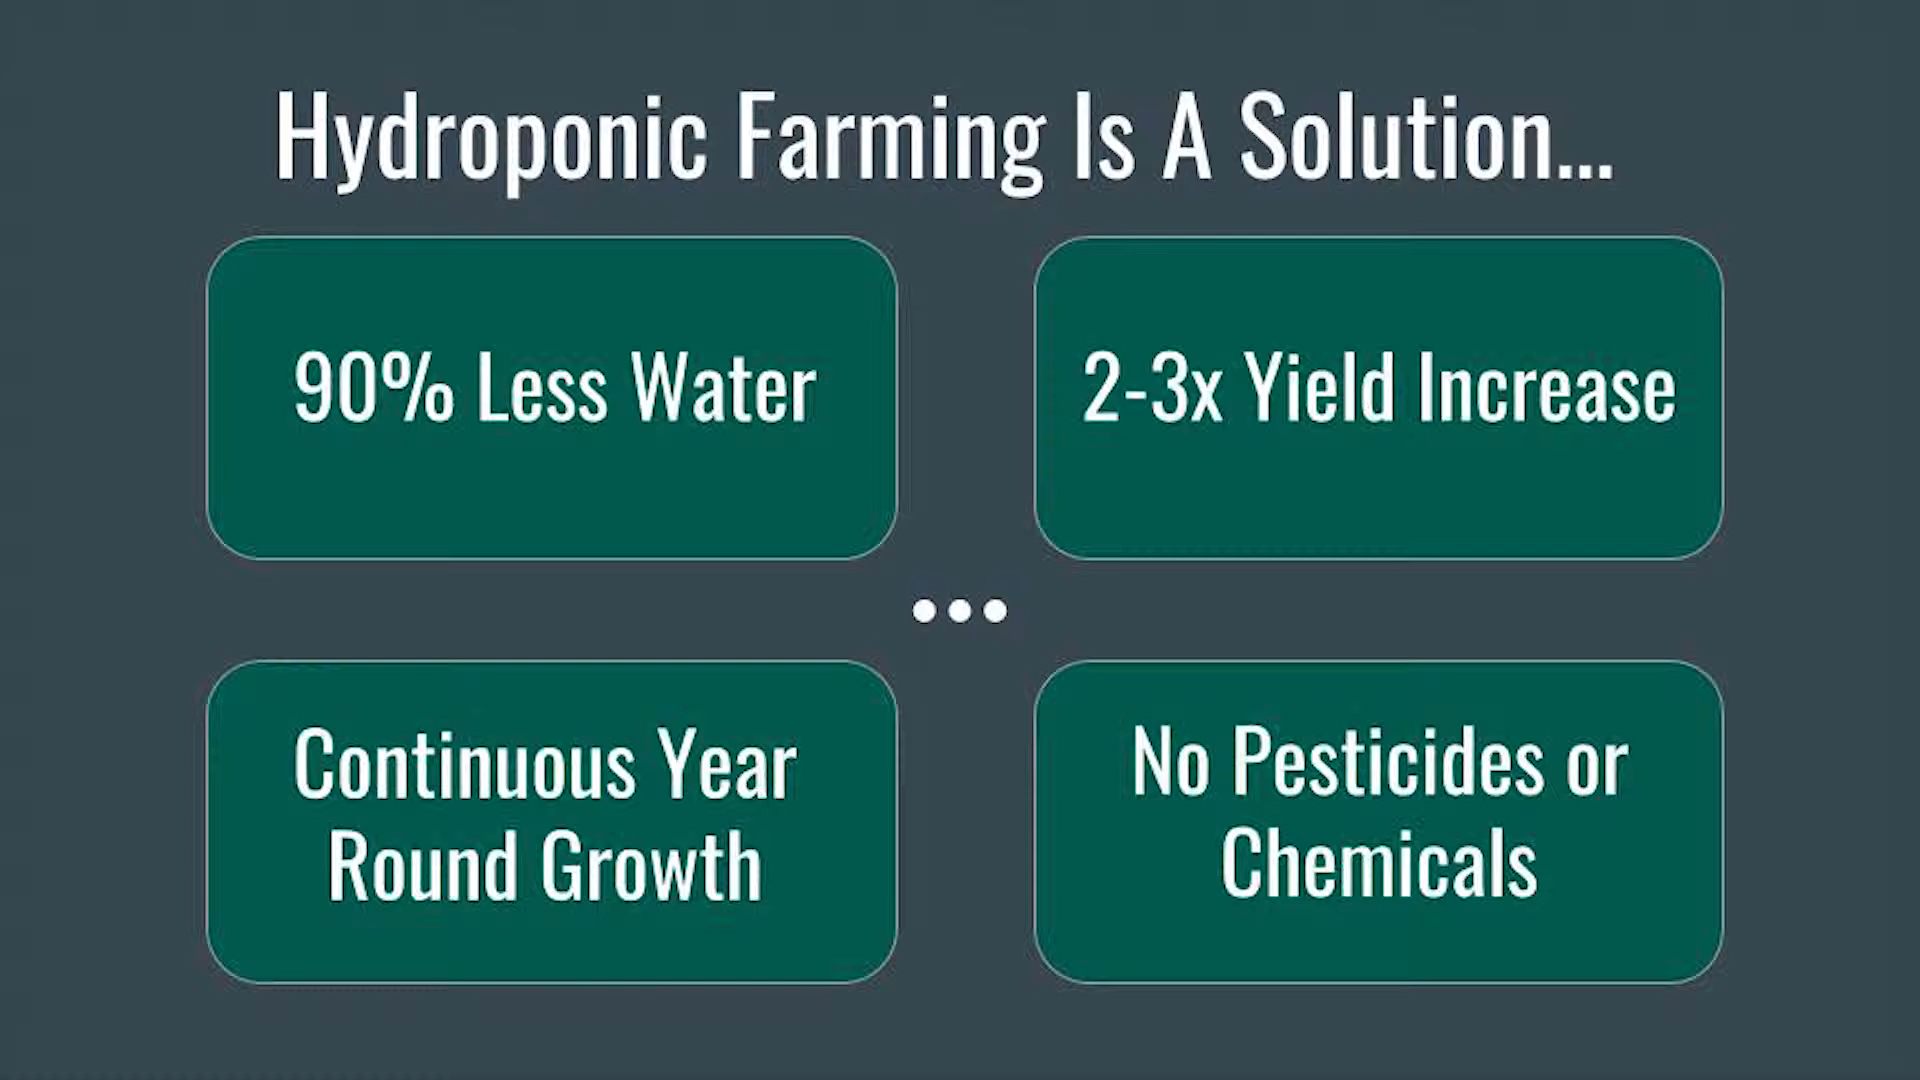 Hydroponic Farming Is A Solution...
90% Less Water
2-3x Yield Increase
Continuous Year
Round Growth
No Pesticides or
Chemicals